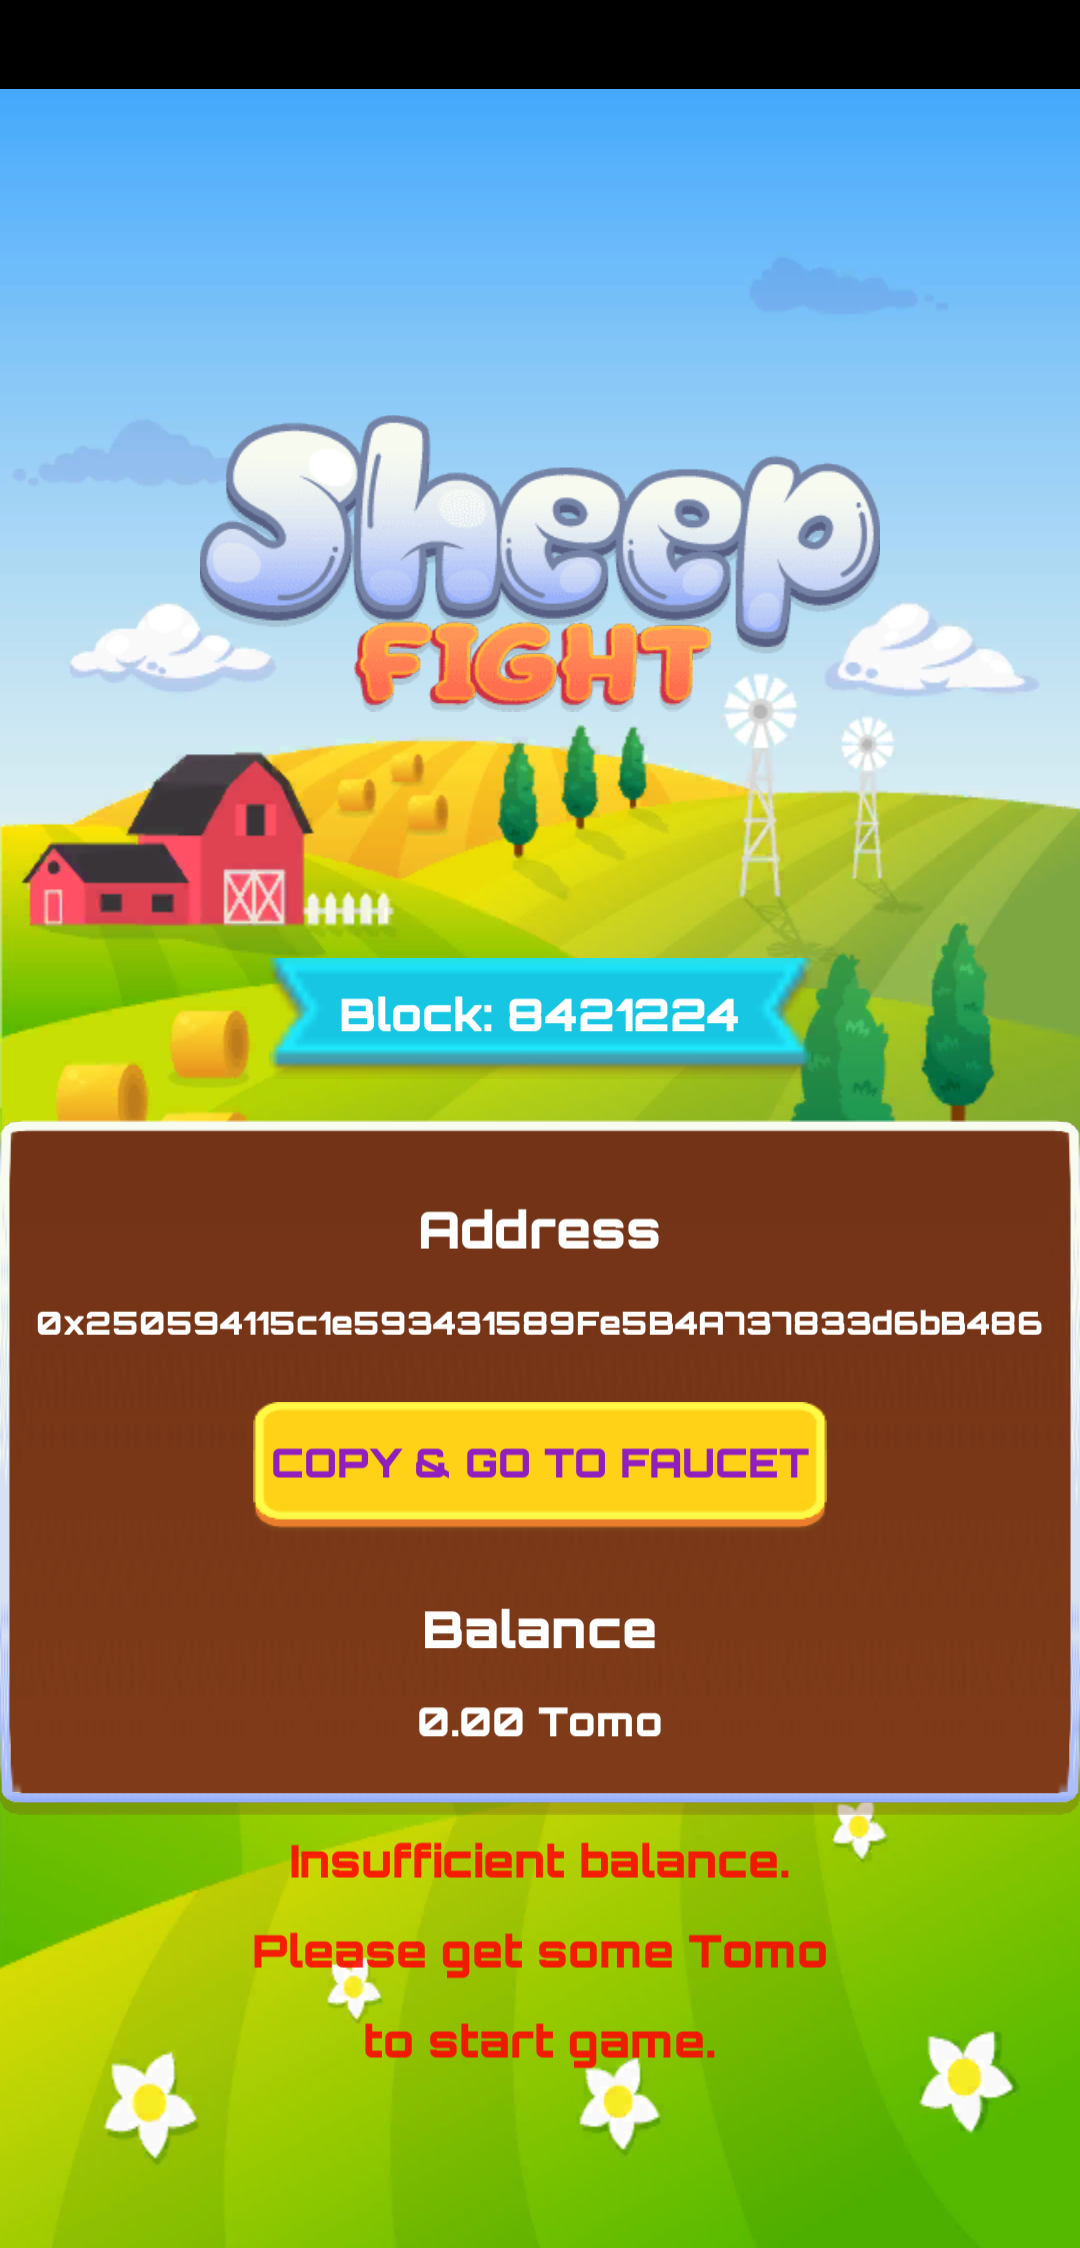 Sheep
FIGHT
Block: 8421224
Address
0x250594115c1e593431589Fe5B4A737833d6bB486
COPY & GO TO FAUCET
Balance
0.00 Tomo
Insufficient balance.
Please get some Tomo
to start game.